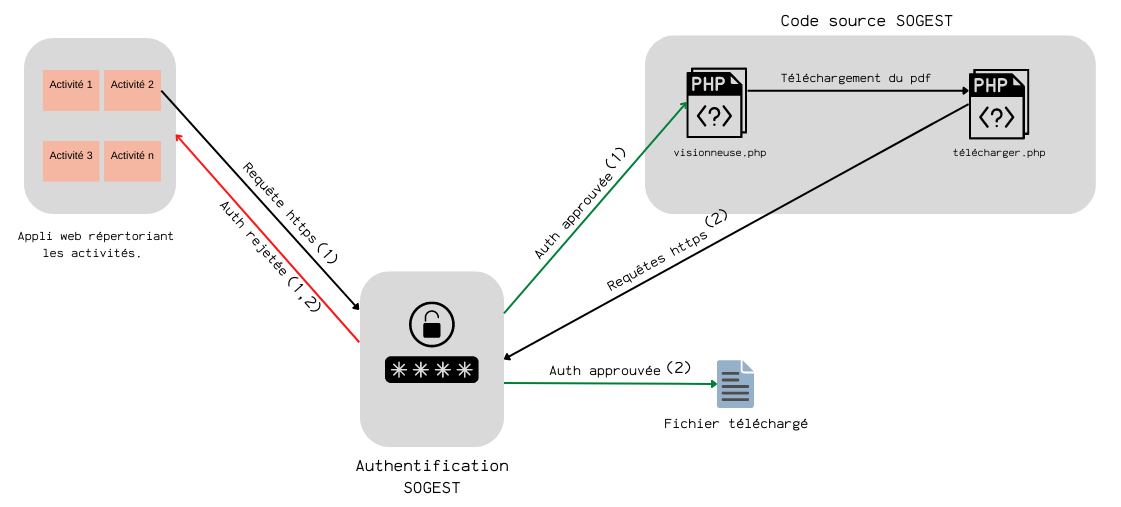 Code source SOGEST
Activité 1
Activité 2
Activité 3
Activité n
Appli web répertoriant
les activités.
PHP
<?>
visionneuse.php
Téléchargement du pdf
PHP
<?>
télécharger.php
Requête https (1)
Auth rejetée (1,2)
Auth approuvée (1)
Requêtes https (2)
****
Auth approuvée (2)
Fichier téléchargé
Authentification
SOGEST